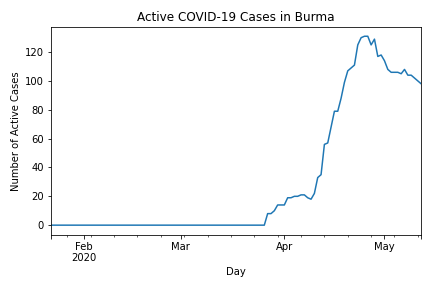 Active COVID-19 Cases in Burma
Number of Active Cases
120
100
80
60
40
20
0
Feb
2020
Mar
Apr
May
Day